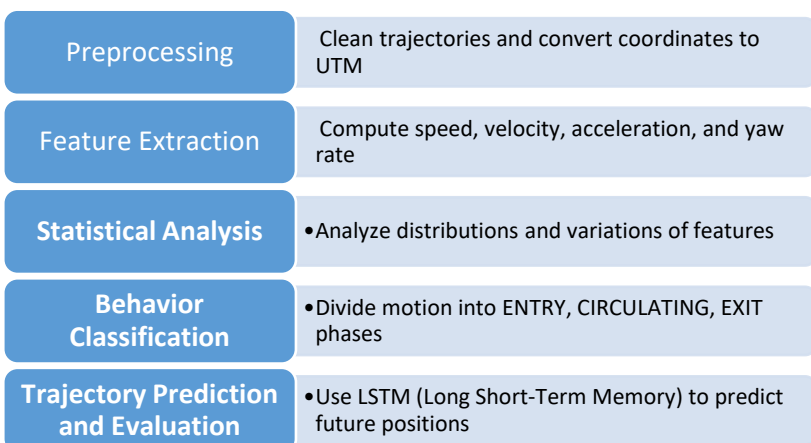 Preprocessing
Clean trajectories and convert coordinates to
UTM
Feature Extraction
Compute speed, velocity, acceleration, and yaw
rate
Statistical Analysis
•Analyze distributions and variations of features
Behavior
Classification
•Divide motion into ENTRY, CIRCULATING, EXIT
phases
Trajectory Prediction
and Evaluation
•Use LSTM (Long Short-Term Memory) to predict
future positions